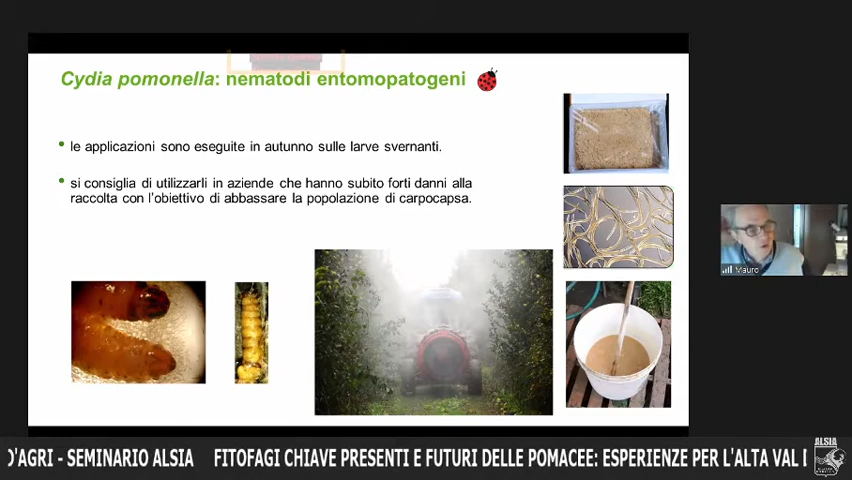 Cydia pomonella: nematodi entomopatogeni
• le applicazioni sono eseguite in autunno sulle larve svernanti.
• si consiglia di utilizzarli in aziende che hanno subito forti danni alla
raccolta con l'obiettivo di abbassare la popolazione di carpocapsa.
Mauro
D'AGRI - SEMINARIO ALSIA FITOFAGI CHIAVE PRESENTI E FUTURI DELLE POMACEE: ESPERIENZE PER L'ALTA VAL
ALSIA